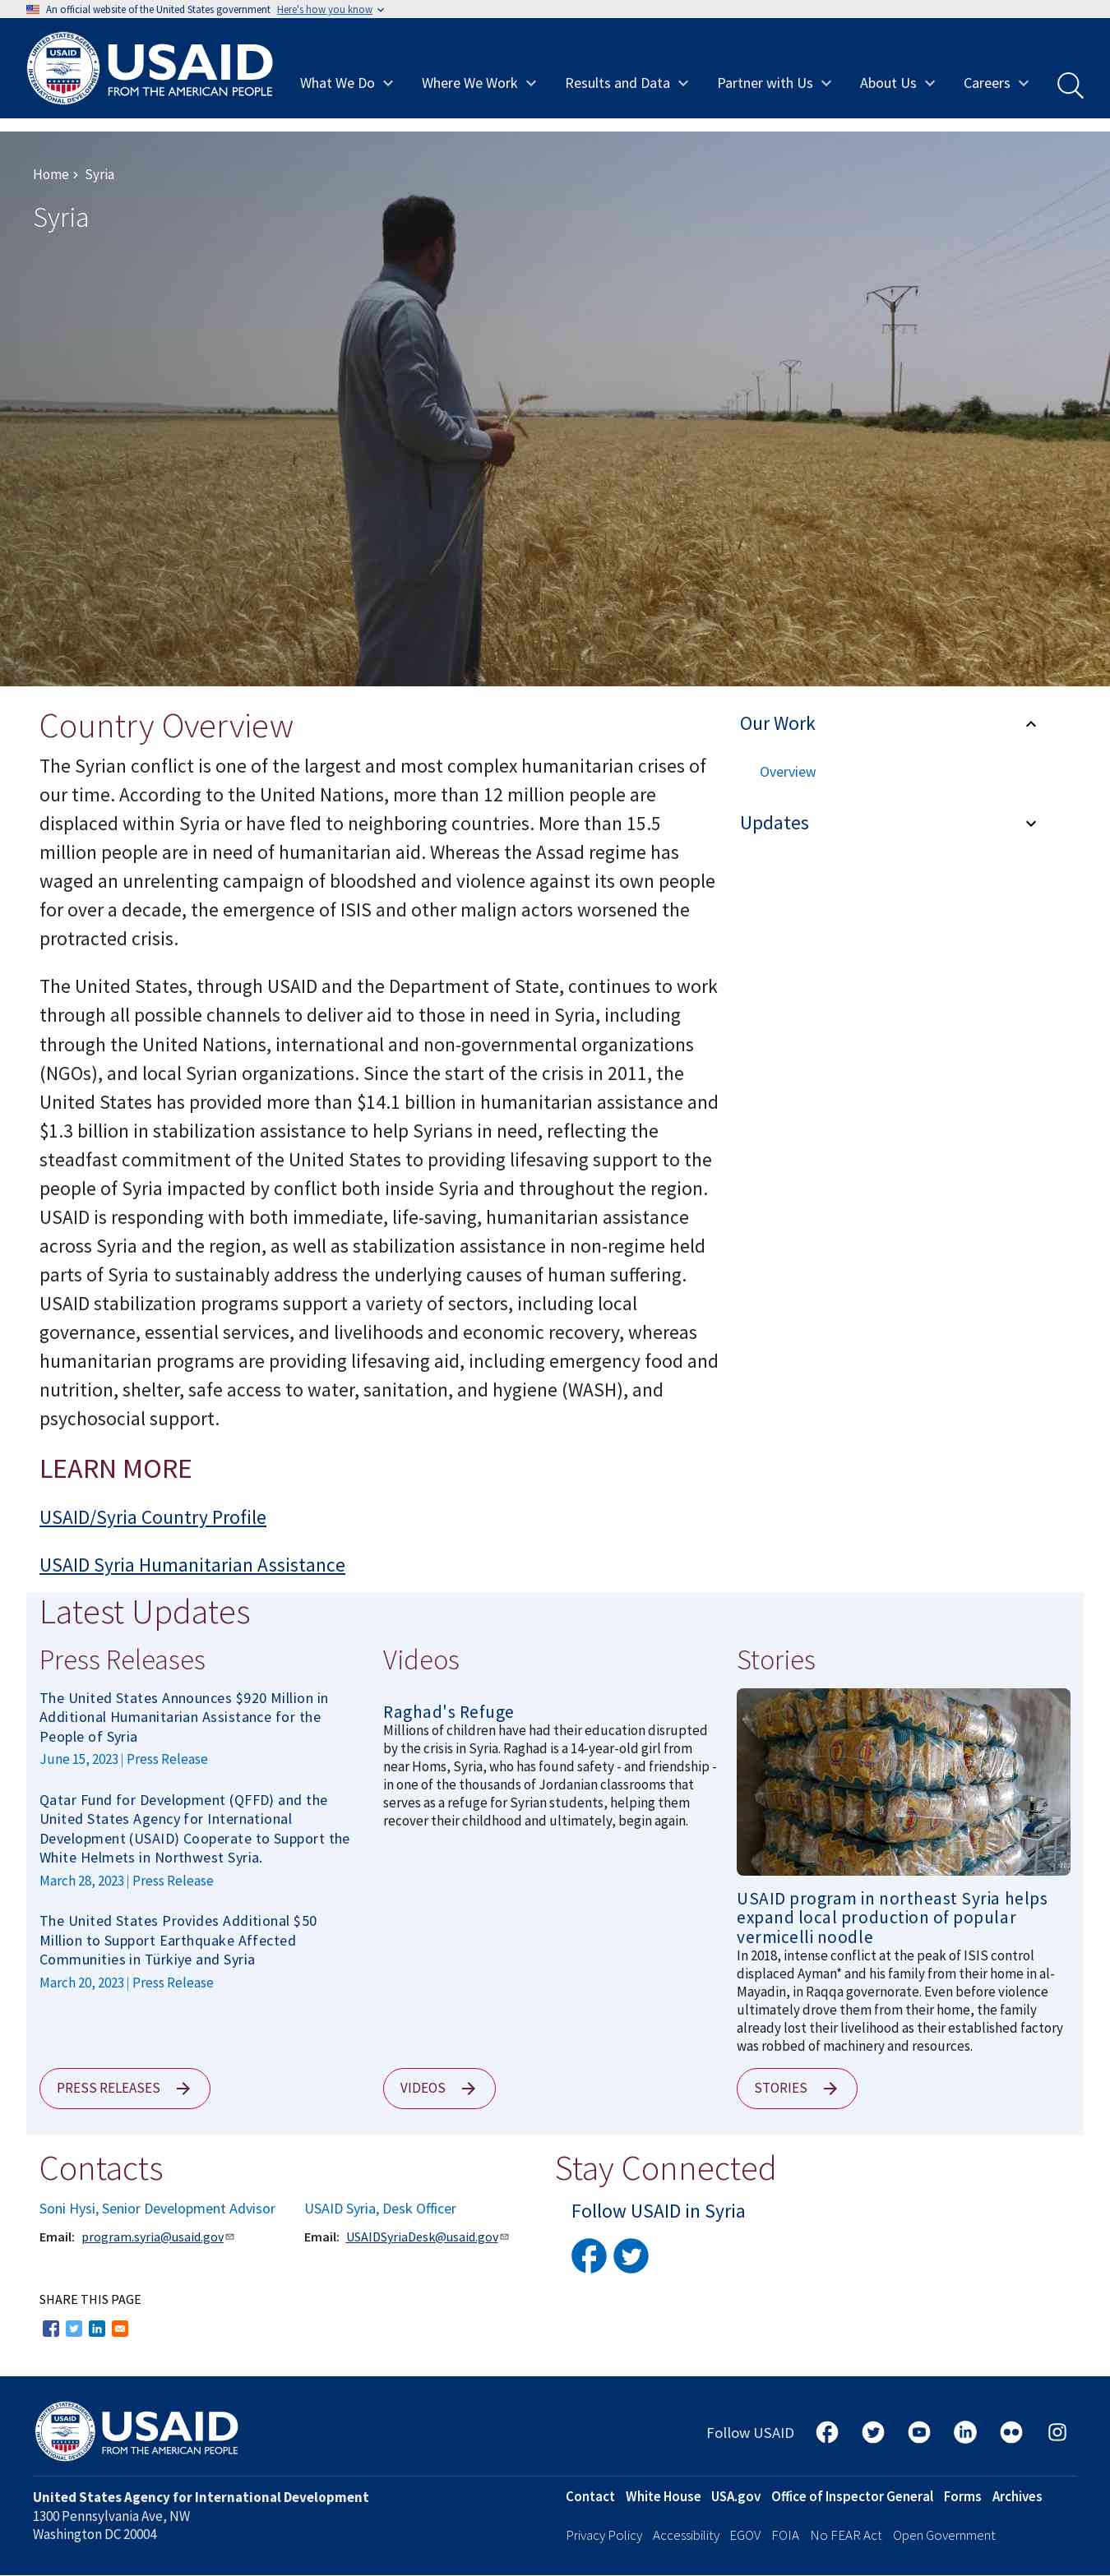 An official website of the United States government Here's how you know
USAID
FROM THE AMERICAN PEOPLE
What We Do
Where We Work
Results and Data
Partner with Us
About Us
Careers
Home › Syria
Syria
Country Overview
The Syrian conflict is one of the largest and most complex humanitarian crises of
our time. According to the United Nations, more than 12 million people are
displaced within Syria or have fled to neighboring countries. More than 15.5
million people are in need of humanitarian aid. Whereas the Assad regime has
waged an unrelenting campaign of bloodshed and violence against its own people
for over a decade, the emergence of ISIS and other malign actors worsened the
protracted crisis.
The United States, through USAID and the Department of State, continues to work
through all possible channels to deliver aid to those in need in Syria, including
through the United Nations, international and non-governmental organizations
(NGOs), and local Syrian organizations. Since the start of the crisis in 2011, the
United States has provided more than $14.1 billion in humanitarian assistance and
$1.3 billion in stabilization assistance to help Syrians in need, reflecting the
steadfast commitment of the United States to providing lifesaving support to the
people of Syria impacted by conflict both inside Syria and throughout the region.
USAID is responding with both immediate, life-saving, humanitarian assistance
across Syria and the region, as well as stabilization assistance in non-regime held
parts of Syria to sustainably address the underlying causes of human suffering.
USAID stabilization programs support a variety of sectors, including local
governance, essential services, and livelihoods and economic recovery, whereas
humanitarian programs are providing lifesaving aid, including emergency food and
nutrition, shelter, safe access to water, sanitation, and hygiene (WASH), and
psychosocial support.
LEARN MORE
USAID/Syria Country Profile
USAID Syria Humanitarian Assistance
Our Work
Overview
Updates
Latest Updates
Press Releases
The United States Announces $920 Million in
Additional Humanitarian Assistance for the
People of Syria
June 15, 2023 | Press Release
Qatar Fund for Development (QFFD) and the
United States Agency for International
Development (USAID) Cooperate to Support the
White Helmets in Northwest Syria.
March 28, 2023 | Press Release
The United States Provides Additional $50
Million to Support Earthquake Affected
Communities in Türkiye and Syria
March 20, 2023 | Press Release
PRESS RELEASES
Videos
Raghad's Refuge
Millions of children have had their education disrupted
by the crisis in Syria. Raghad is a 14-year-old girl from
near Homs, Syria, who has found safety - and friendship -
in one of the thousands of Jordanian classrooms that
serves as a refuge for Syrian students, helping them
recover their childhood and ultimately, begin again.
VIDEOS
Stories
USAID program in northeast Syria helps
expand local production of popular
vermicelli noodle
In 2018, intense conflict at the peak of ISIS control
displaced Ayman* and his family from their home in al-
Mayadin, in Raqqa governorate. Even before violence
ultimately drove them from their home, the family
already lost their livelihood as their established factory
was robbed of machinery and resources.
STORIES
Contacts
Soni Hysi, Senior Development Advisor
Email: program.syria@usaid.gov
USAID Syria, Desk Officer
Email: USAIDSyriaDesk@usaid.gov
Stay Connected
Follow USAID in Syria
SHARE THIS PAGE
USAID
FROM THE AMERICAN PEOPLE
Follow USAID
United States Agency for International Development
1300 Pennsylvania Ave, NW
Washington DC 20004
Contact White House USA.gov Office of Inspector General Forms Archives
Privacy Policy Accessibility EGOV FOIA No FEAR Act Open Government